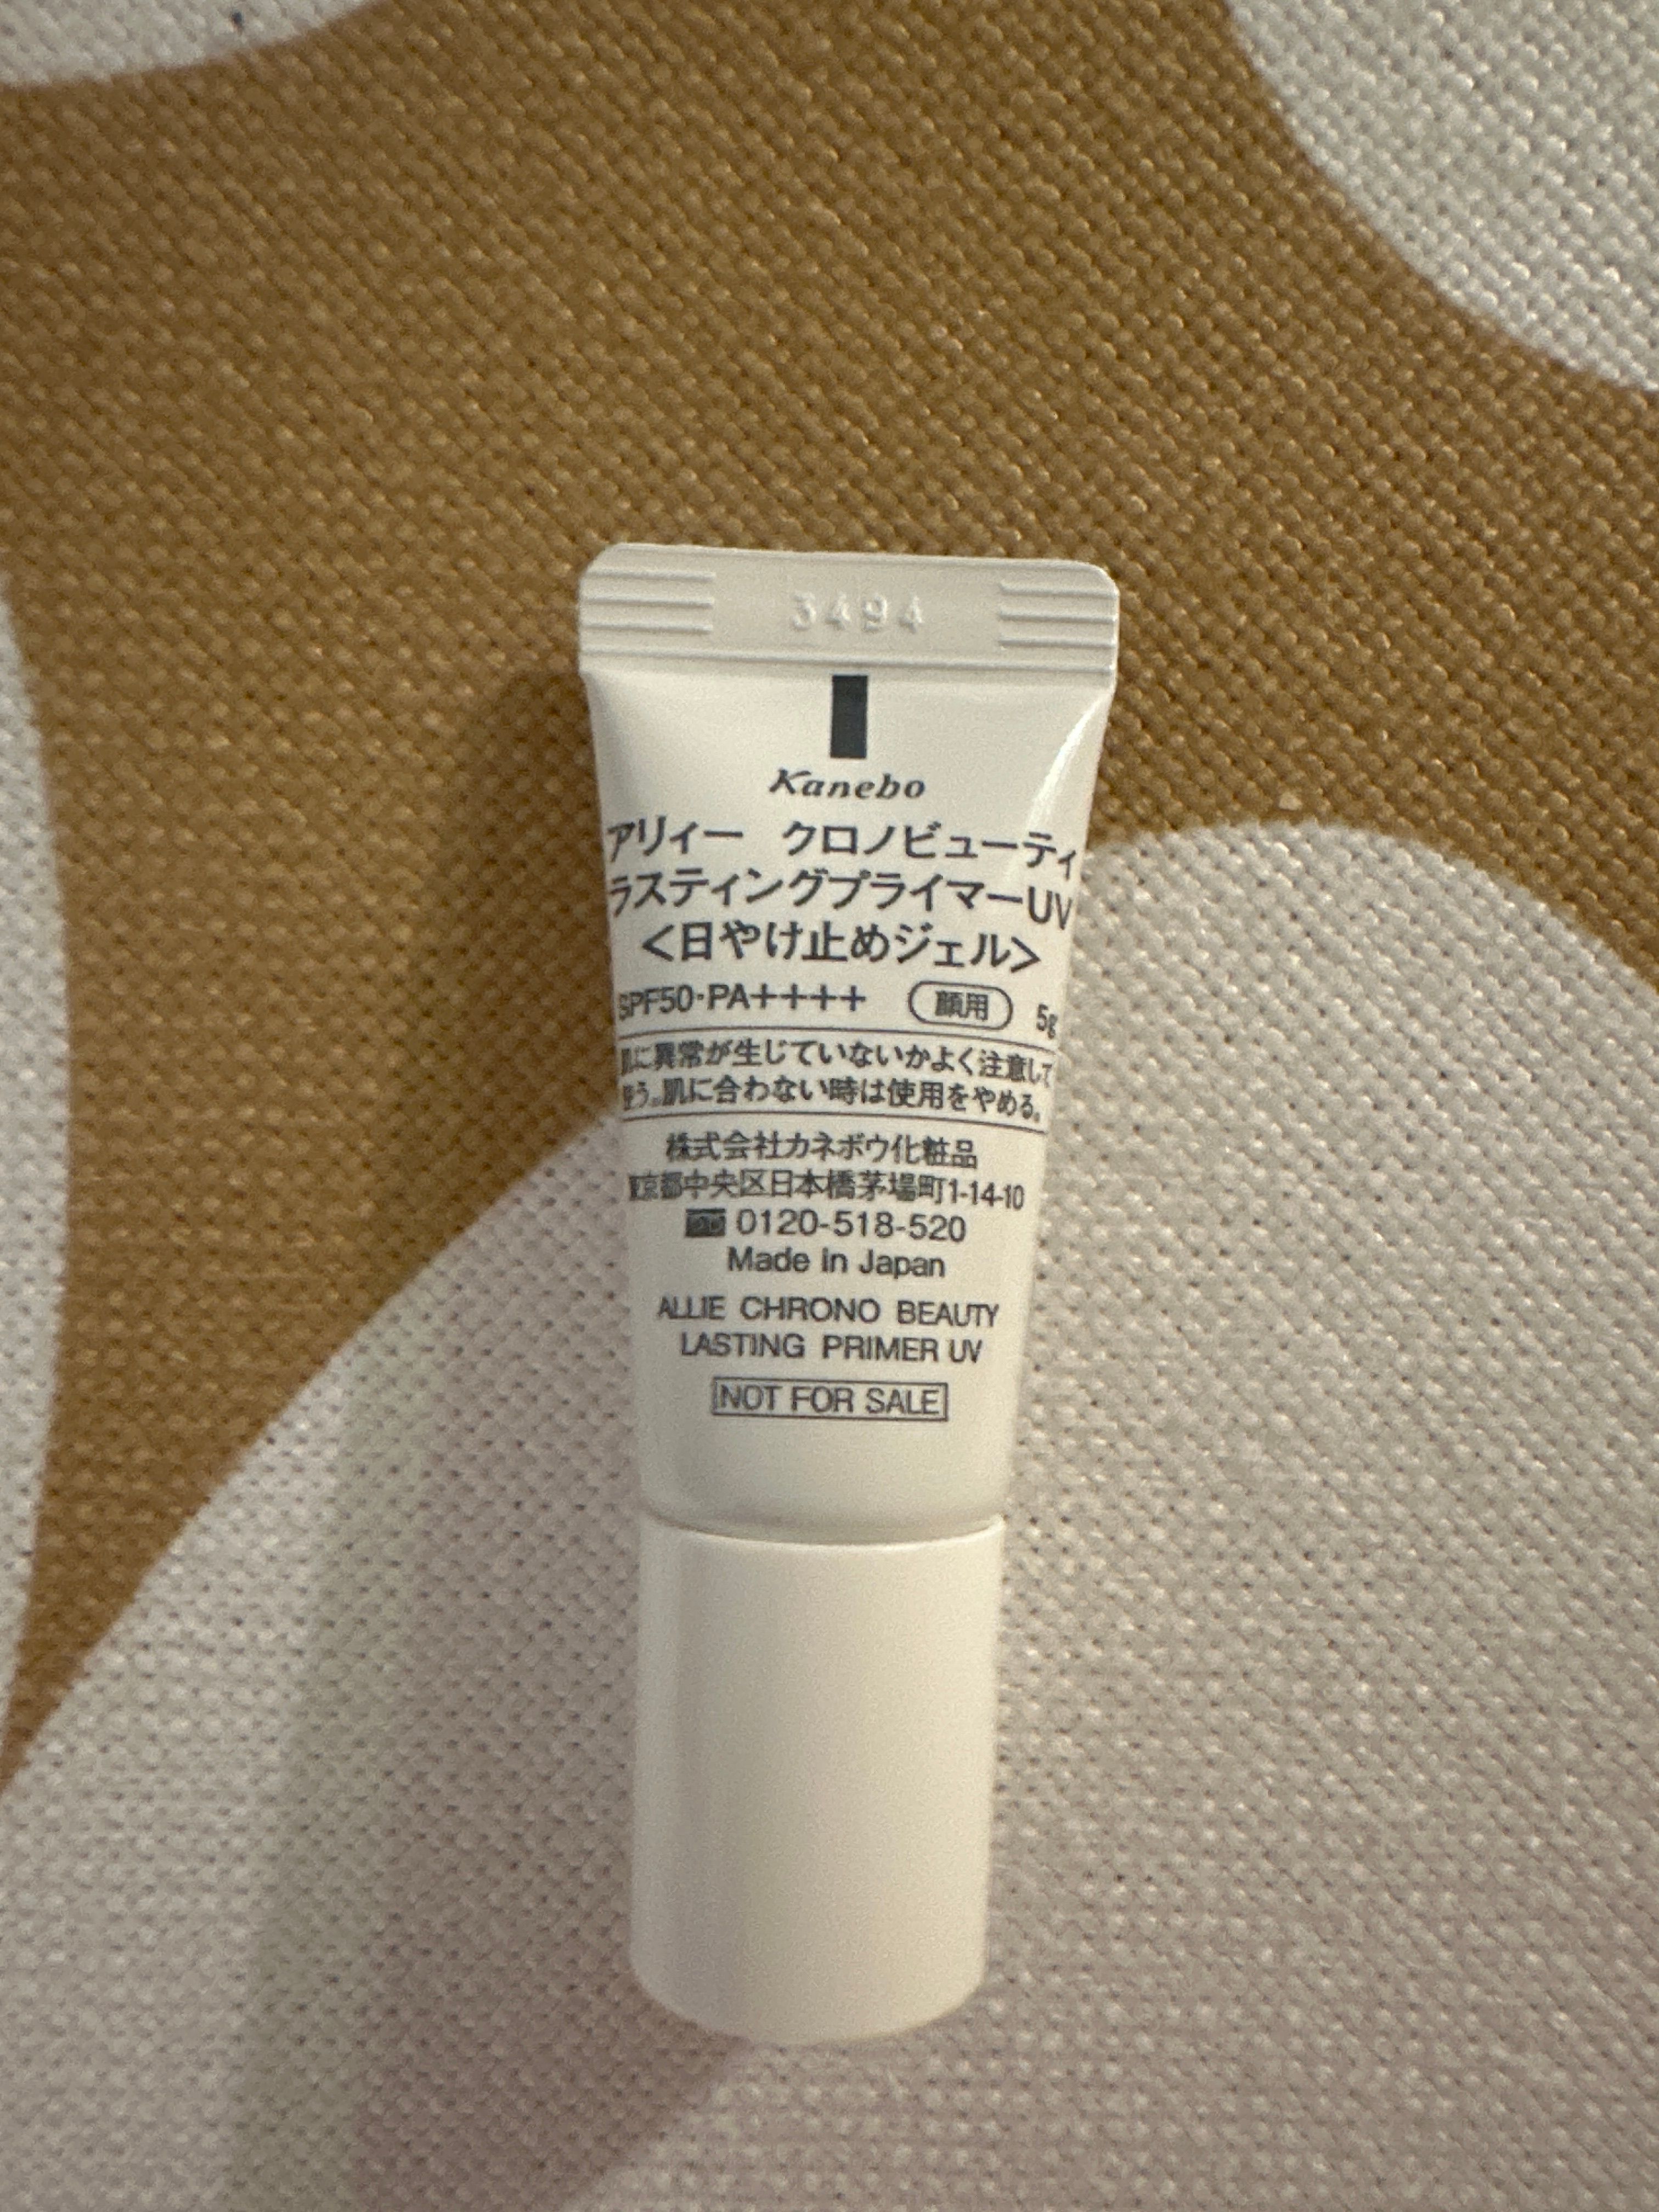 3494
Kanebo
アリィー クロノビューティ
ラスティングプライマーUV
<日やけ止めジェル>
SPF50・PA++++ 顔用 5g
肌に異常が生じていないかよく注意して
使う。肌に合わない時は使用をやめる。
株式会社カネボウ化粧品
東京都中央区日本橋茅場町1-14-10
0120-518-520
Made in Japan
ALLIE CHRONO BEAUTY
LASTING PRIMER UV
NOT FOR SALE